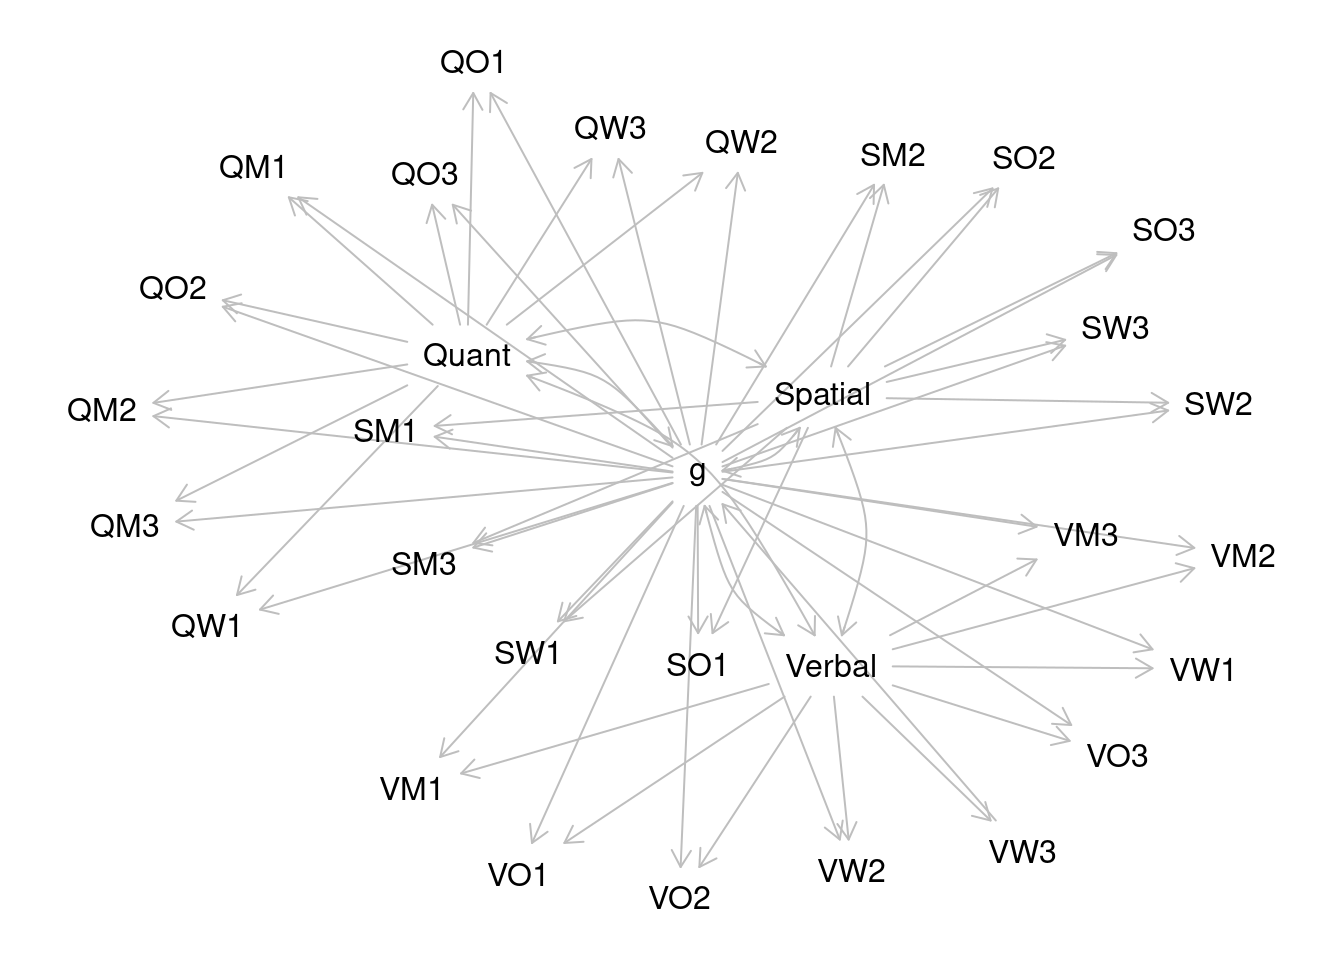 QO1
QW3
QW2
SM2
SO2
QM1
QO3
SO3
QO2
SW3
Quant
Spatial
QM2
SM1
SW2
g
QM3
VM3
SM3
VM2
QW1
SW1
SO1
Verbal
VW1
VO3
VM1
VW3
VO1
VW2
VO2